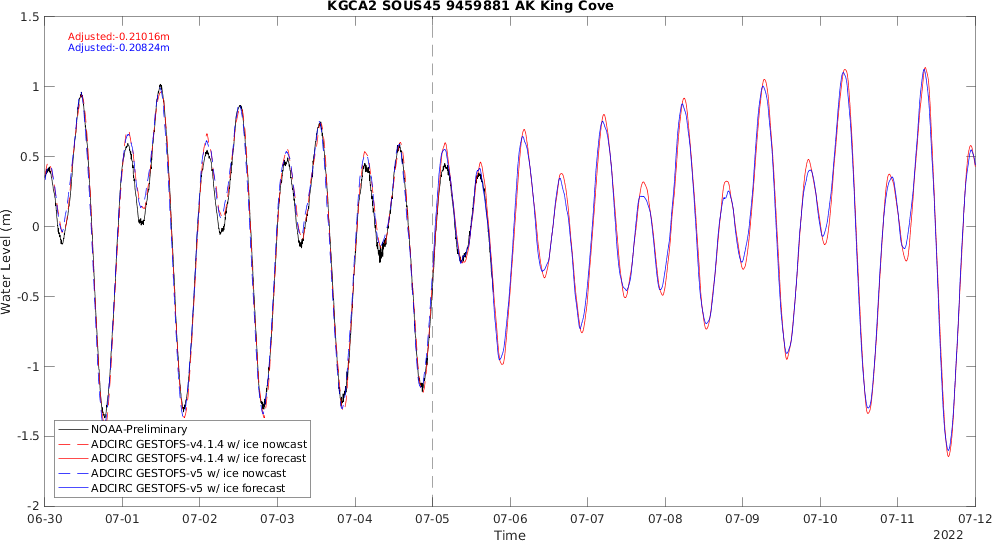 KGCA2 SOUS45 9459881 AK King Cove
Adjusted:-0.21016m
Adjusted:-0.20824m
1.5
1
0.5
0
-0.5
-1
-1.5
-2
Water Level (m)
NOAA-Preliminary
ADCIRC GESTOFS-v4.1.4 w/ ice nowcast
ADCIRC GESTOFS-v4.1.4 w/ ice forecast
ADCIRC GESTOFS-v5 w/ ice nowcast
ADCIRC GESTOFS-v5 w/ ice forecast
06-30 07-01 07-02 07-03 07-04 07-05 07-06 07-07 07-08 07-09 07-10 07-11 07-12
Time
2022